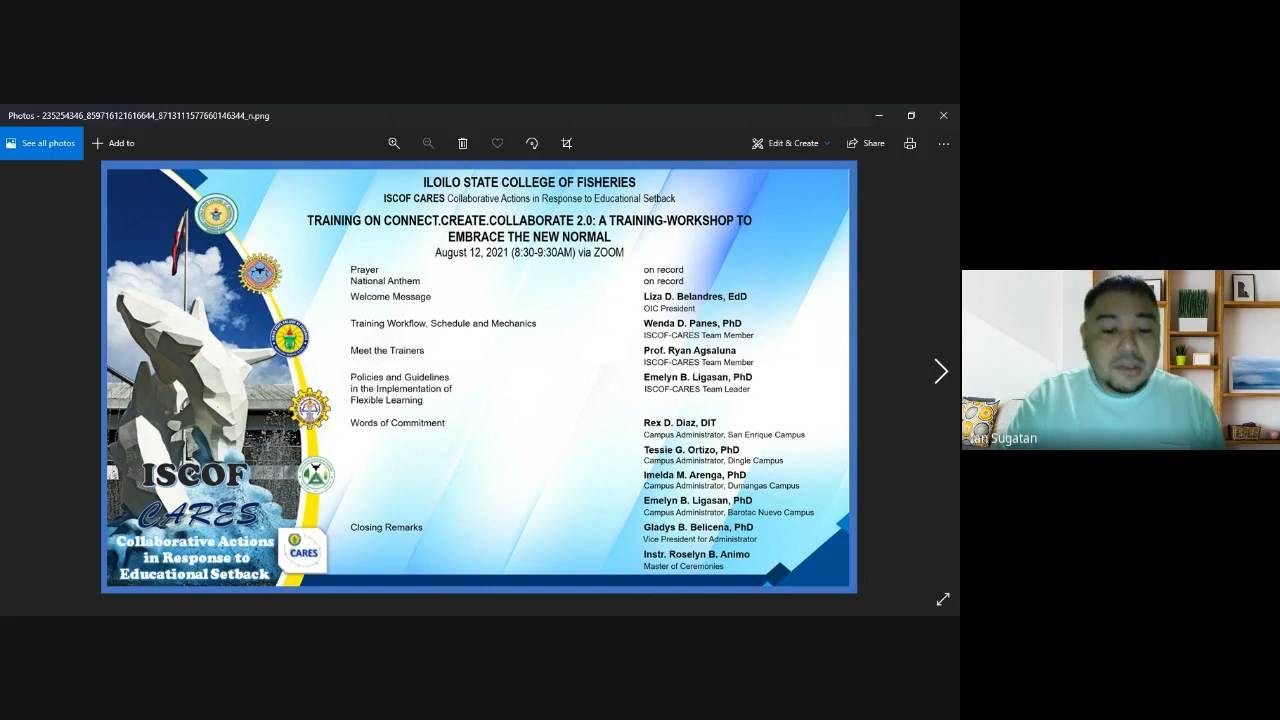 Photos - 235254346_859716121616644_8713111577660146344_n.png
See all photos
Add to
Edit & Create
Share
ILOILO STATE COLLEGE OF FISHERIES
ISCOF CARES Collaborative Actions in Response to Educational Setback
TRAINING ON CONNECT.CREATE.COLLABORATE 2.0: A TRAINING-WORKSHOP TO
EMBRACE THE NEW NORMAL
August 12, 2021 (8:30-9:30AM) via ZOOM
Prayer on record
National Anthem on record
Welcome Message Liza D. Belandres, EdD
OIC President
Training Workflow, Schedule and Mechanics Wenda D. Panes, PhD
ISCOF-CARES Team Member
Meet the Trainers Prof. Ryan Agsaluna
ISCOF-CARES Team Member
Policies and Guidelines Emelyn B. Ligasan, PhD
in the Implementation of ISCOF-CARES Team Leader
Flexible Learning
Words of Commitment Rex D. Diaz, DIT
Campus Administrator, San Enrique Campus
Tessie G. Ortizo, PhD
Campus Administrator, Dingle Campus
Imelda M. Arenga, PhD
Campus Administrator, Dumangas Campus
Emelyn B. Ligasan, PhD
Campus Administrator, Barotac Nuevo Campus
Closing Remarks Gladys B. Belicena, PhD
Vice President for Administrator
Instr. Roselyn B. Animo
Master of Ceremonies
ISCOF
CARES
Collaborative Actions
in Response to
Educational Setback
CARES
Sugatan